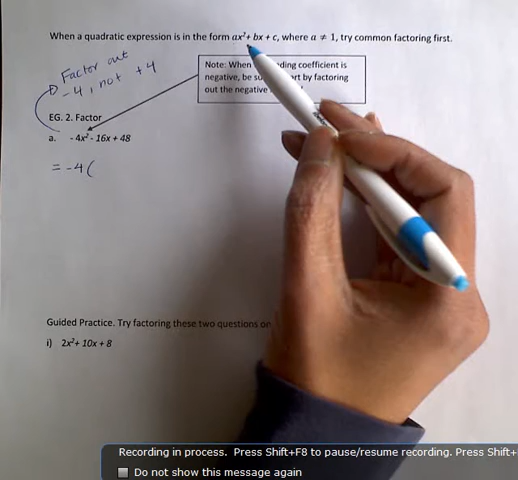 When a quadratic expression is in the form ax²+ bx + c, where a ≠ 1, try common factoring first.
Factor out
-4, not +4
Note: When ding coefficient is
negative, be su rt by factoring
out the negative
EG. 2. Factor
a. - 4x² - 16x + 48
= -4(
Guided Practice. Try factoring these two questions on
i) 2x²+ 10x + 8
Recording in process. Press Shift+F8 to pause/resume recording. Press Shift+
Do not show this message again